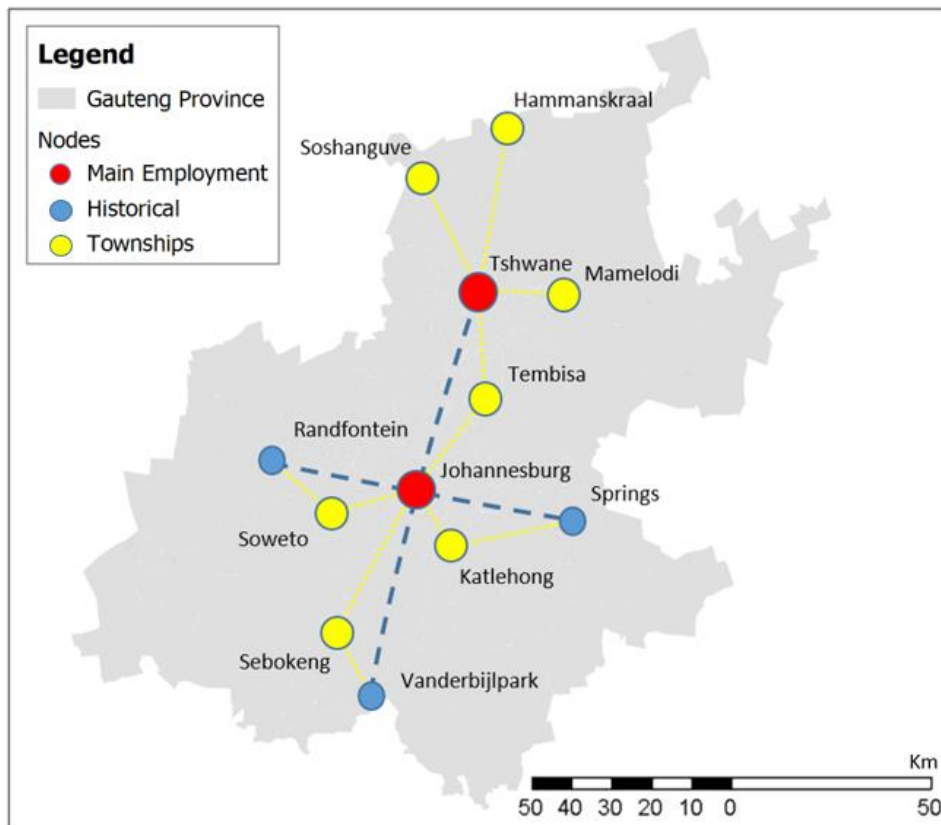 Legend
Gauteng Province
Nodes
Main Employment
Historical
Townships
Hammanskraal
Soshanguve
Tshwane
Mamelodi
Tembisa
Randfontein
Johannesburg
Springs
Soweto
Katlehong
Sebokeng
Vanderbijlpark
Km
50 40 30 20 10 0 50